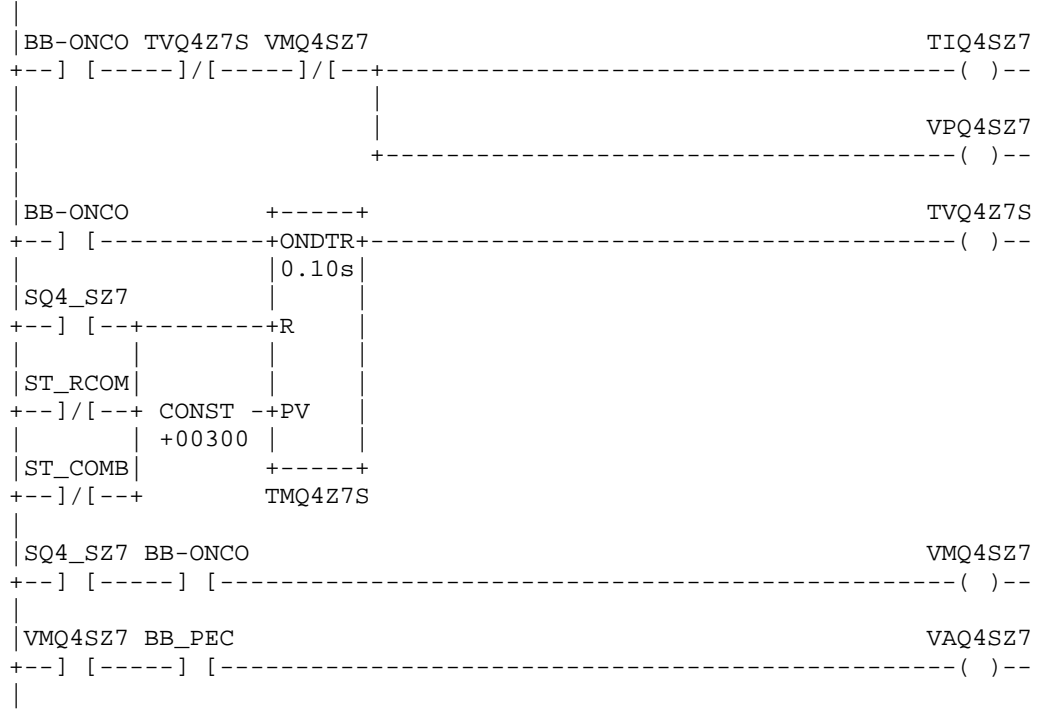 |
|BB-ONCO TVQ4Z7S VMQ4SZ7                                     TIQ4SZ7
+--] [-----]/[-----]/[--+--------------------------------------( )--
|                       |
|                       |                                    VPQ4SZ7
|                       +--------------------------------------( )--
|
|BB-ONCO         +-----+                                     TVQ4Z7S
+--] [-----------+ONDTR+---------------------------------------( )--
|                |0.10s|
|SQ4_SZ7         |     |
+--] [--+--------+R    |
|       |        |     |
|ST_RCOM|        |     |
+--]/[--+ CONST -+PV   |
|       | +00300 |     |
|ST_COMB|        +-----+
+--]/[--+        TMQ4Z7S
|
|SQ4_SZ7 BB-ONCO                                             VMQ4SZ7
+--] [-----] [-------------------------------------------------( )--
|
|VMQ4SZ7 BB_PEC                                              VAQ4SZ7
+--] [-----] [-------------------------------------------------( )--
|